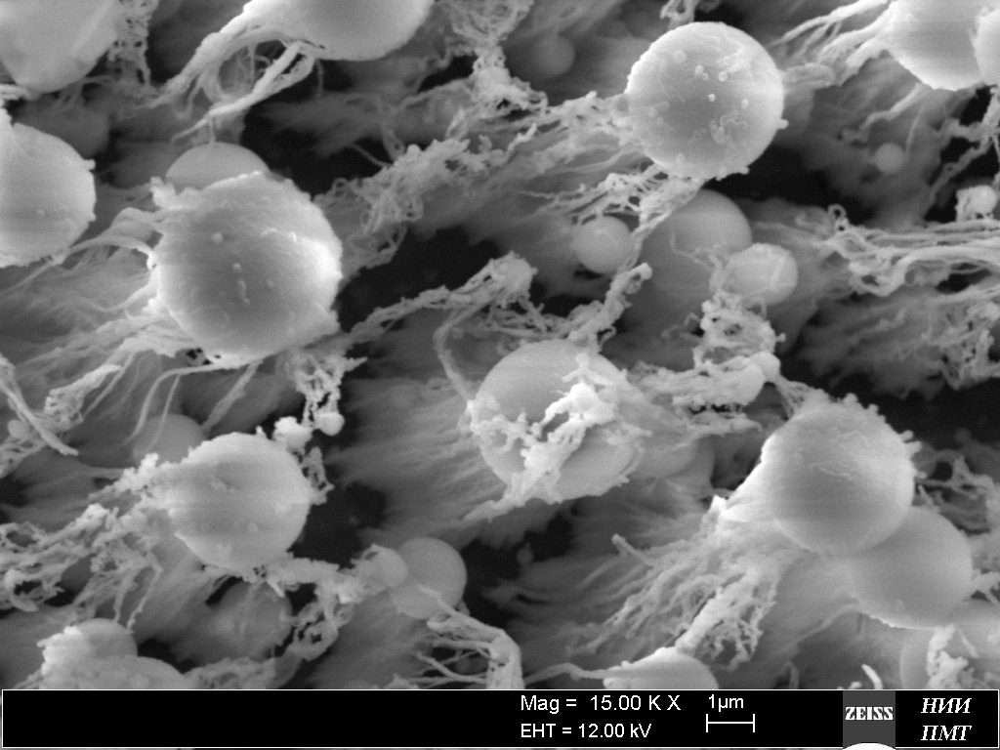 Mag = 15.00 K X
1µm
EHT = 12.00 kV
ZEISS
НИИ
ПМТ